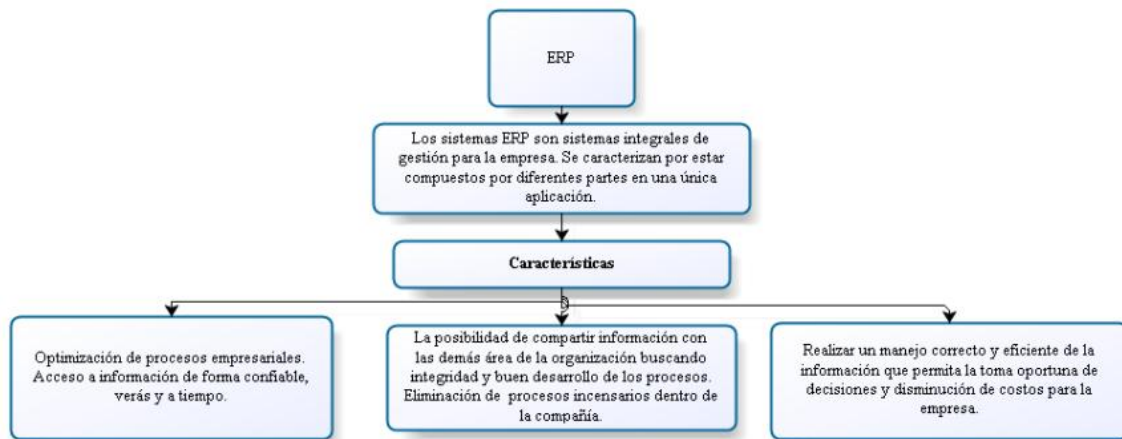 ERP
Los sistemas ERP son sistemas integrales de
gestión para la empresa. Se caracterizan por estar
compuestos por diferentes partes en una única
aplicación.
Características
Optimización de procesos empresariales.
Acceso a información de forma confiable,
verás y a tiempo.
La posibilidad de compartir información con
las demás área de la organización buscando
integridad y buen desarrollo de los procesos.
Eliminación de procesos incensarios dentro de
la compañía.
Realizar un manejo correcto y eficiente de la
información que permita la toma oportuna de
decisiones y disminución de costos para la
empresa.